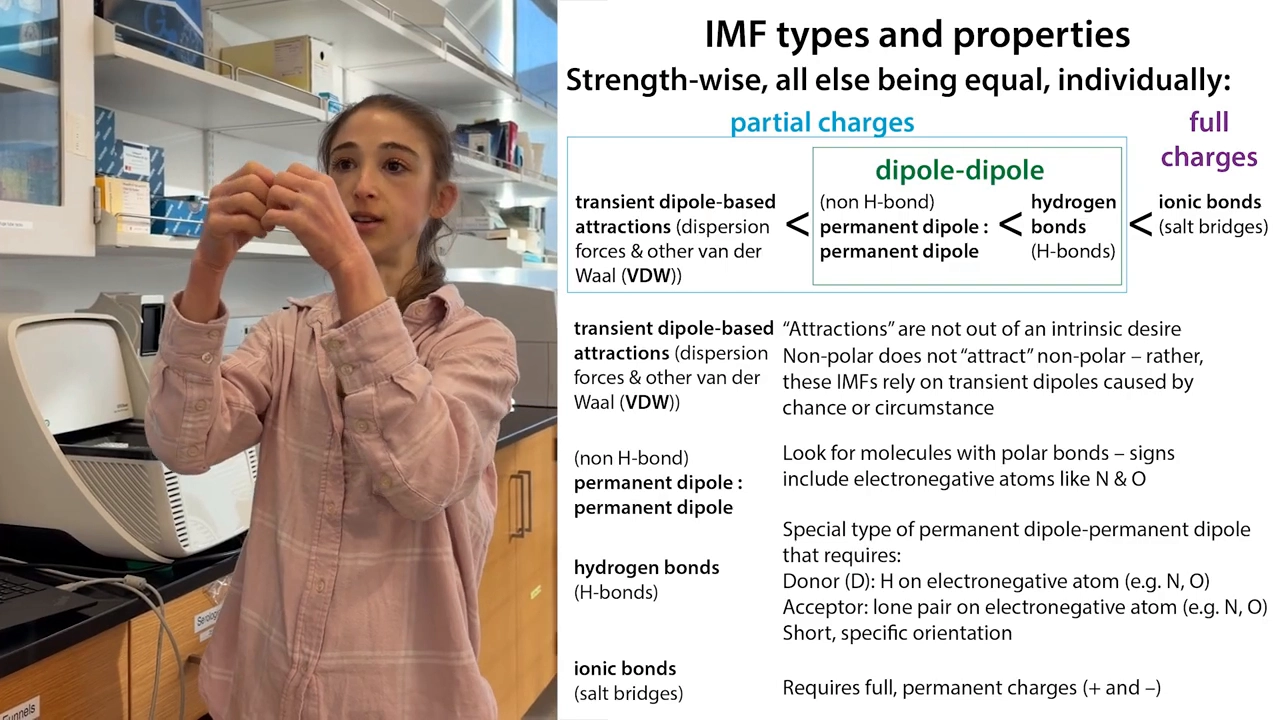 IMF types and properties
Strength-wise, all else being equal, individually:
partial charges
full
charges
dipole-dipole
transient dipole-based
attractions (dispersion
forces & other van der
Waal (VDW))
<
(non H-bond)
permanent dipole :
permanent dipole
<
hydrogen
bonds
(H-bonds)
<
ionic bonds
(salt bridges)
transient dipole-based
attractions (dispersion
forces & other van der
Waal (VDW))
“Attractions” are not out of an intrinsic desire
Non-polar does not “attract” non-polar – rather,
these IMFs rely on transient dipoles caused by
chance or circumstance
(non H-bond)
permanent dipole :
permanent dipole
Look for molecules with polar bonds – signs
include electronegative atoms like N & O
hydrogen bonds
(H-bonds)
Special type of permanent dipole-permanent dipole
that requires:
Donor (D): H on electronegative atom (e.g. N, O)
Acceptor: lone pair on electronegative atom (e.g. N, O)
Short, specific orientation
ionic bonds
(salt bridges)
Requires full, permanent charges (+ and –)
Funnels